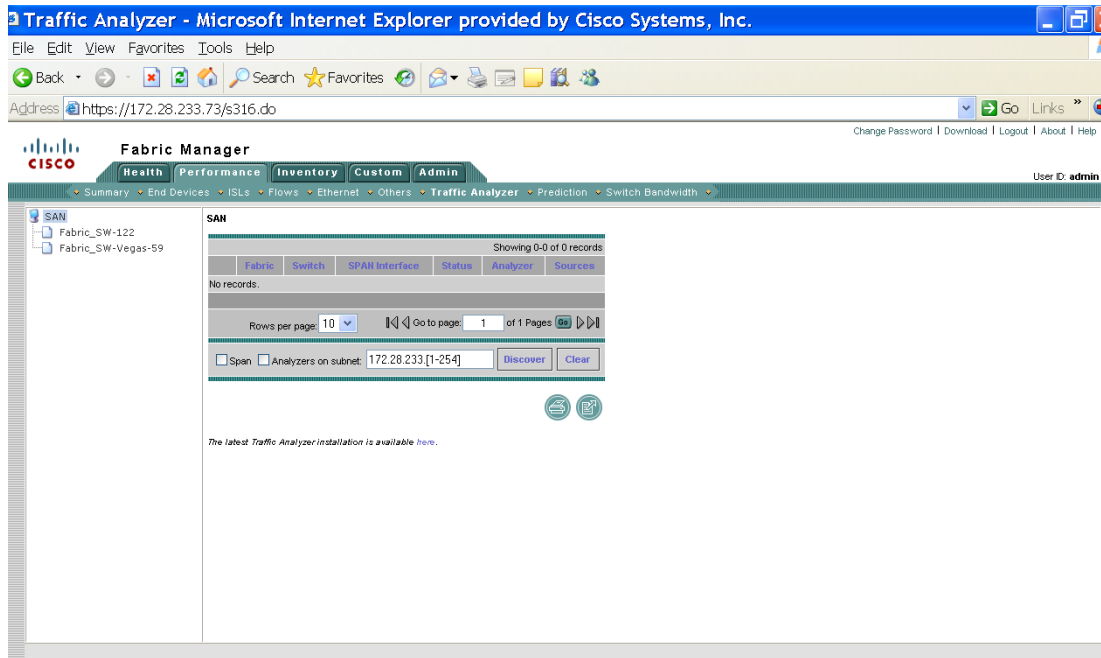 Traffic Analyzer - Microsoft Internet Explorer provided by Cisco Systems, Inc.
File Edit View Favorites Tools Help
Back Search Favorites
Address https://172.28.233.73/s316.do Go Links »
Change Password | Download | Logout | About | Help
CISCO Fabric Manager
Health Performance Inventory Custom Admin
User ID: admin
Summary End Devices ISLs Flows Ethernet Others Traffic Analyzer Prediction Switch Bandwidth
SAN
Fabric_SW-122
Fabric_SW-Vegas-59
SAN
Showing 0-0 of 0 records
Fabric Switch SPAN Interface Status Analyzer Sources
No records.
Rows per page: 10 Go to page: 1 of 1 Pages Go
Span Analyzers on subnet: 172.28.233.[1-254] Discover Clear
The latest Traffic Analyzer installation is available here.